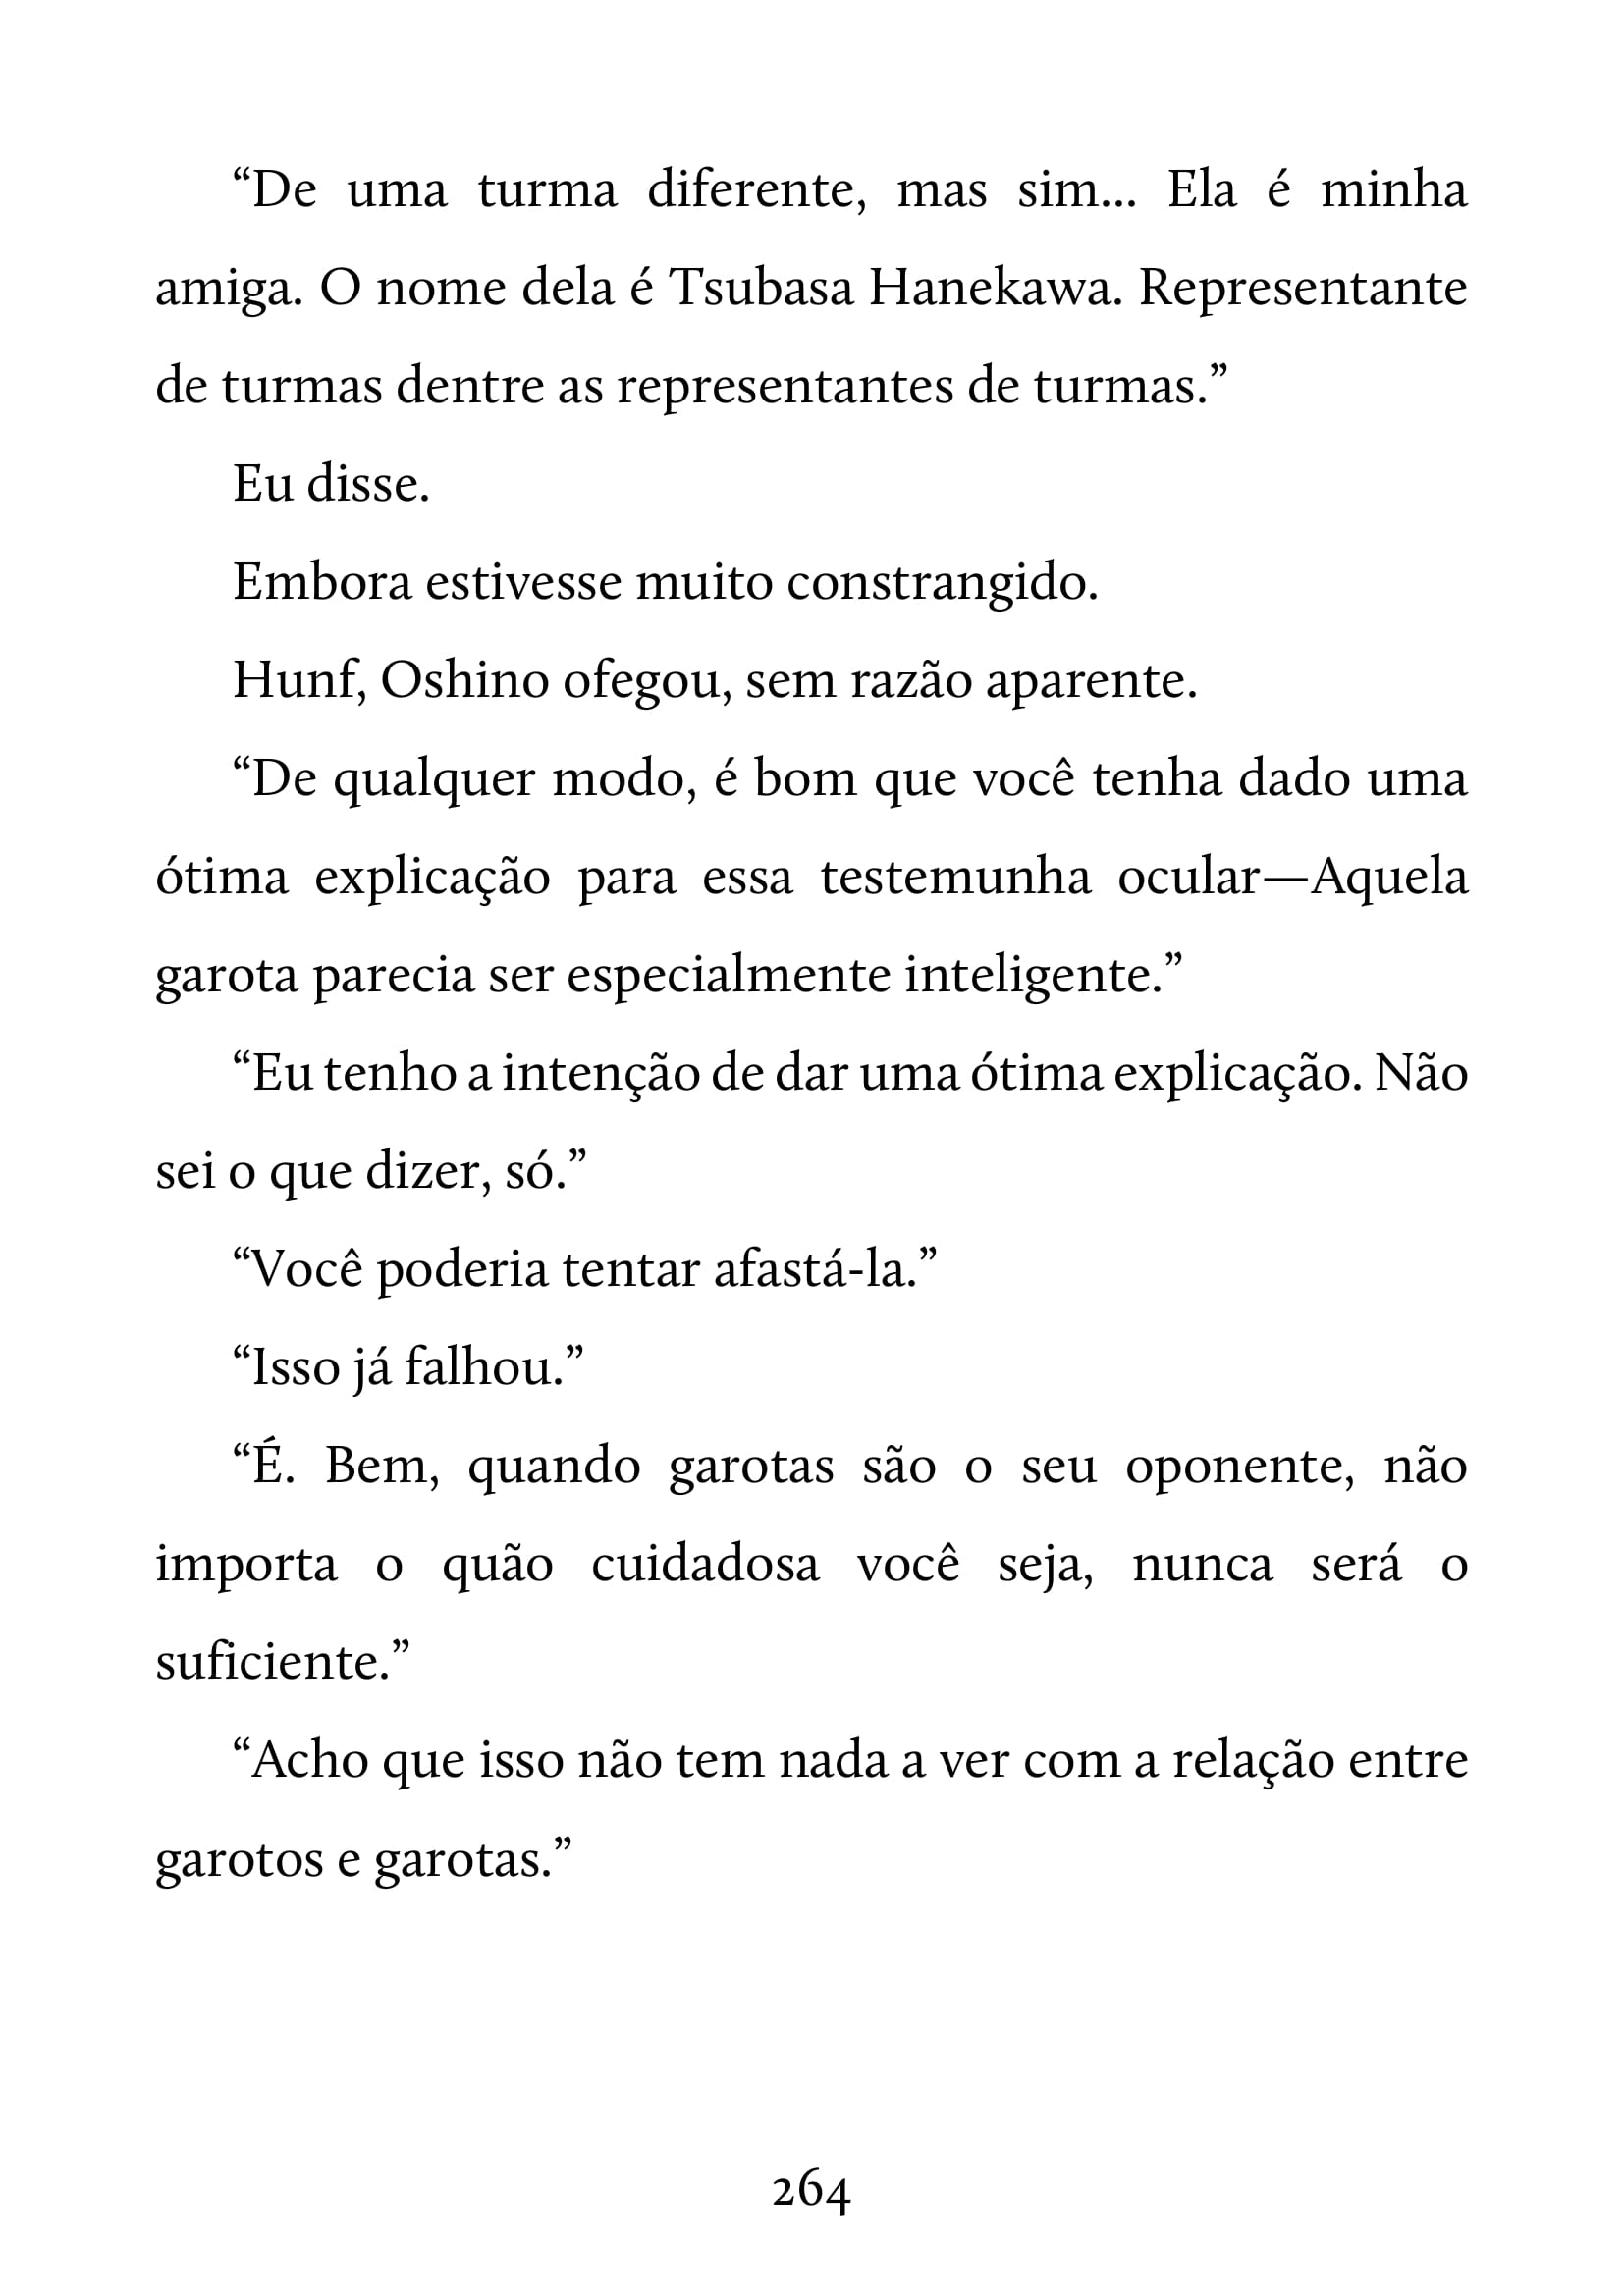 “De uma turma diferente, mas sim... Ela é minha
amiga. O nome dela é Tsubasa Hanekawa. Representante
de turmas dentre as representantes de turmas.”
Eu disse.
Embora estivesse muito constrangido.
Hunf, Oshino ofegou, sem razão aparente.
“De qualquer modo, é bom que você tenha dado uma
ótima explicação para essa testemunha ocular—Aquela
garota parecia ser especialmente inteligente.”
“Eu tenho a intenção de dar uma ótima explicação. Não
sei o que dizer, só.”
“Você poderia tentar afastá-la.”
“Isso já falhou.”
“É. Bem, quando garotas são o seu oponente, não
importa o quão cuidadosa você seja, nunca será o
suficiente.”
“Acho que isso não tem nada a ver com a relação entre
garotos e garotas.”
264